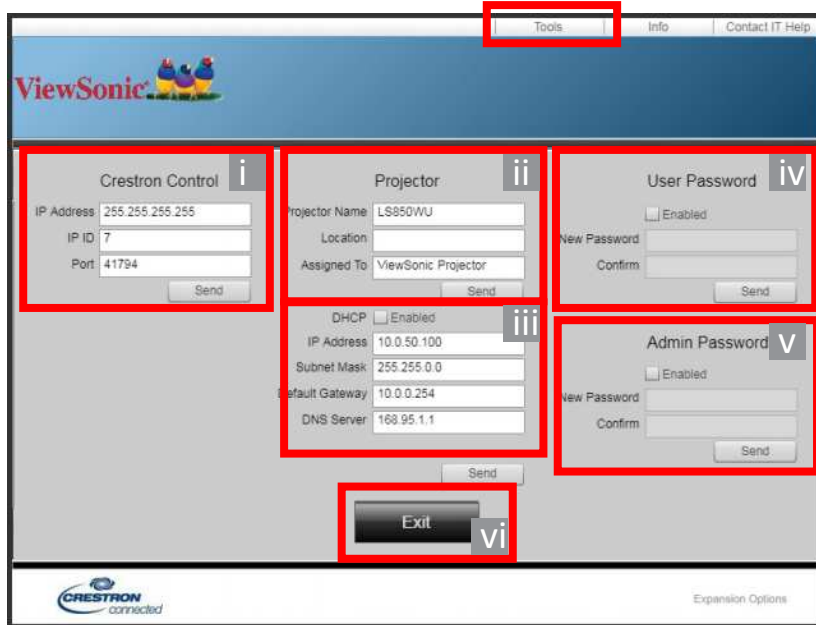 Tools Info Contact IT Help
ViewSonic
Crestron Control i
IP Address 255.255.255.255
IP ID 7
Port 41794
Send
Projector ii
Projector Name LS850WU
Location
Assigned To ViewSonic Projector
Send
DHCP Enabled iii
IP Address 10.0.50.100
Subnet Mask 255.255.0.0
Default Gateway 10.0.0.254
DNS Server 168.95.1.1
Send
User Password iv
Enabled
New Password
Confirm
Send
Admin Password v
Enabled
New Password
Confirm
Send
Exit vi
CRESTRON
connected
Expansion Options